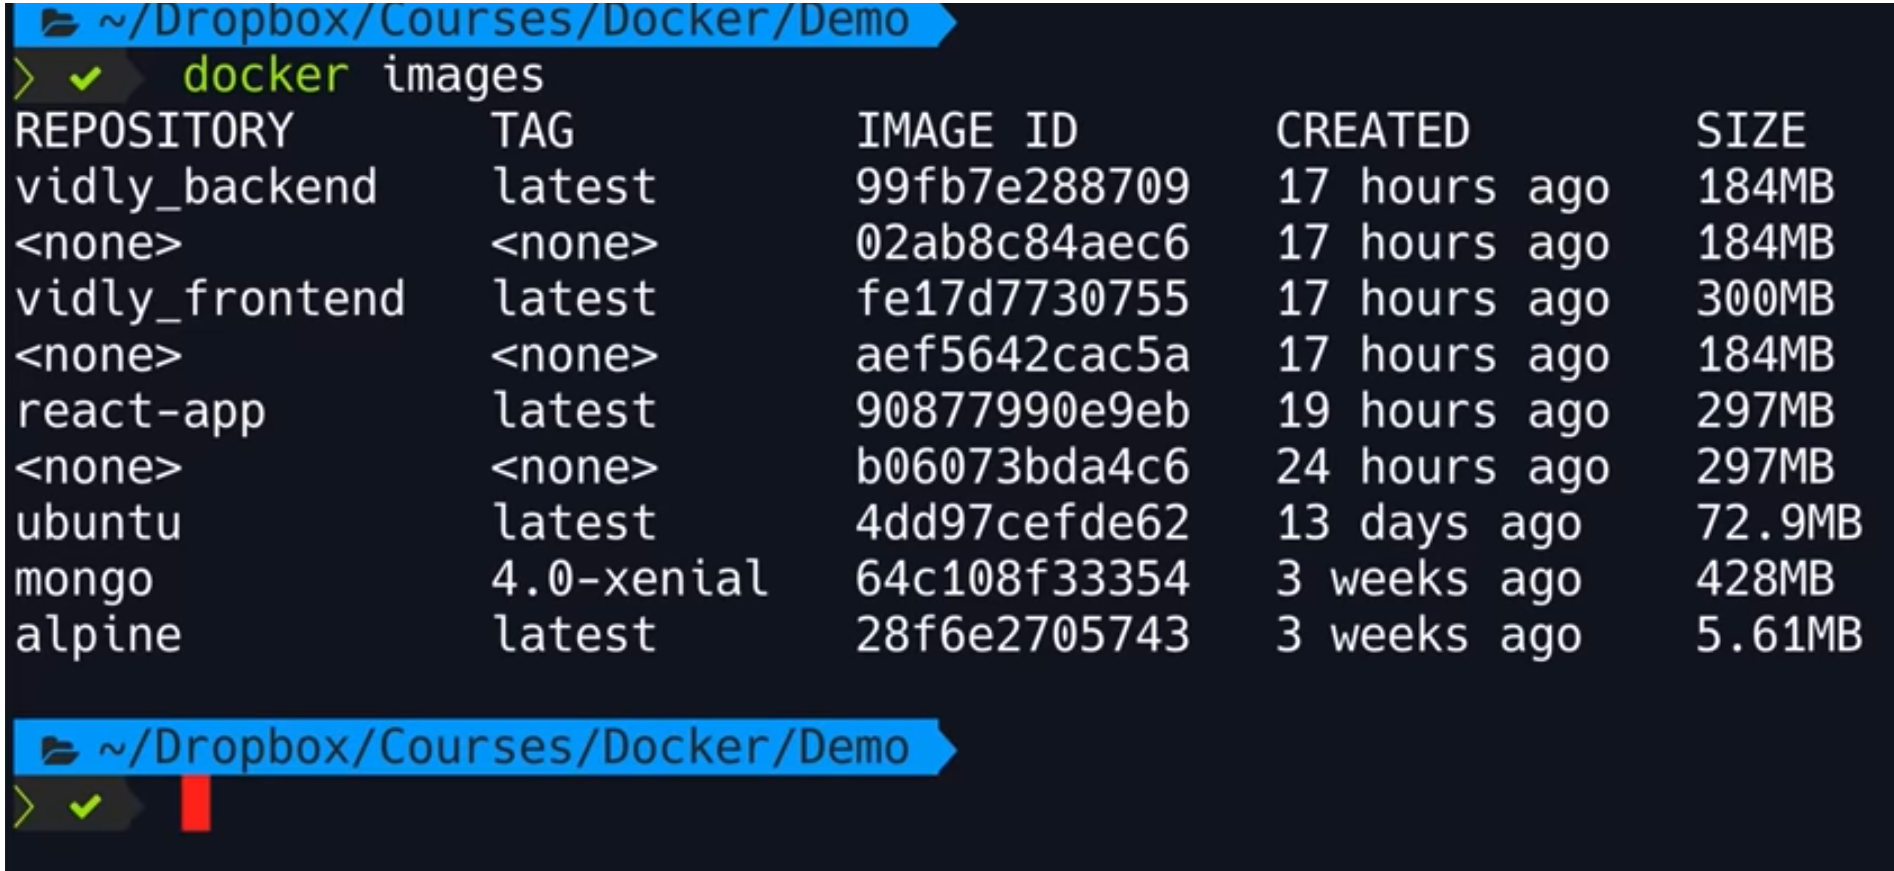 ~/Dropbox/Courses/Docker/Demo
docker images
REPOSITORY TAG IMAGE ID CREATED SIZE
vidly_backend latest 99fb7e288709 17 hours ago 184MB
<none> <none> 02ab8c84aec6 17 hours ago 184MB
vidly_frontend latest fe17d7730755 17 hours ago 300MB
<none> <none> aef5642cac5a 17 hours ago 184MB
react-app latest 90877990e9eb 19 hours ago 297MB
<none> <none> b06073bda4c6 24 hours ago 297MB
ubuntu latest 4dd97cefde62 13 days ago 72.9MB
mongo 4.0-xenial 64c108f33354 3 weeks ago 428MB
alpine latest 28f6e2705743 3 weeks ago 5.61MB
~/Dropbox/Courses/Docker/Demo